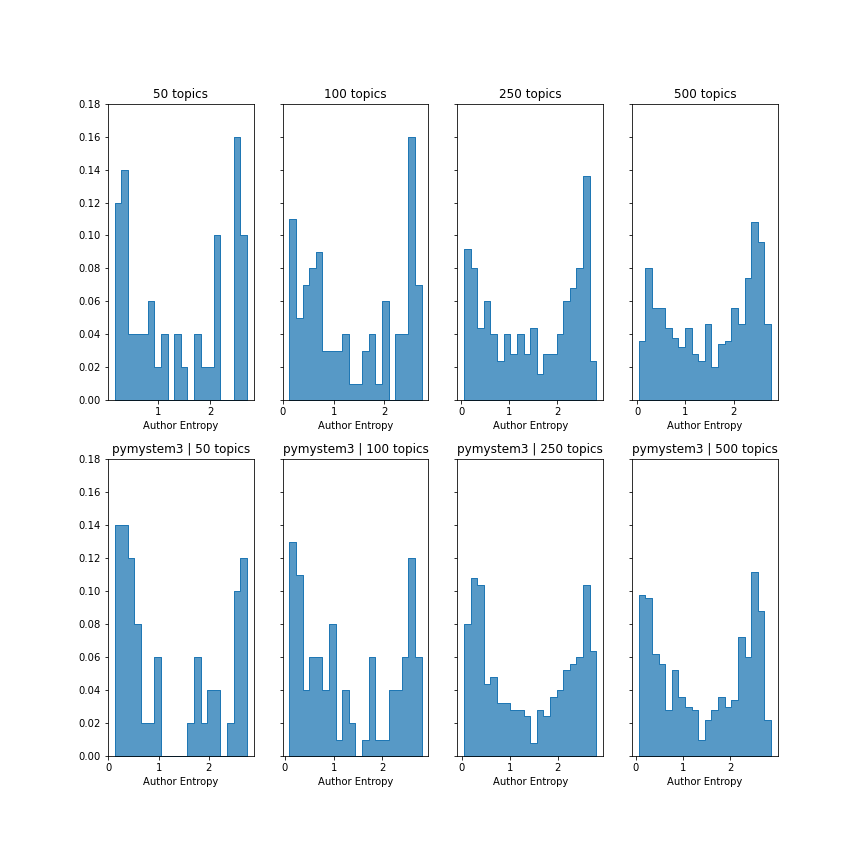 50 topics
100 topics
250 topics
500 topics
0.18
0.16
0.14
0.12
0.10
0.08
0.06
0.04
0.02
0.00
1 2
0 1 2
0 1 2
0 1 2
Author Entropy
Author Entropy
Author Entropy
Author Entropy
pymystem3 | 50 topics
pymystem3 | 100 topics
pymystem3 | 250 topics
pymystem3 | 500 topics
0.18
0.16
0.14
0.12
0.10
0.08
0.06
0.04
0.02
0.00
0 1 2
0 1 2
0 1 2
0 1 2
Author Entropy
Author Entropy
Author Entropy
Author Entropy